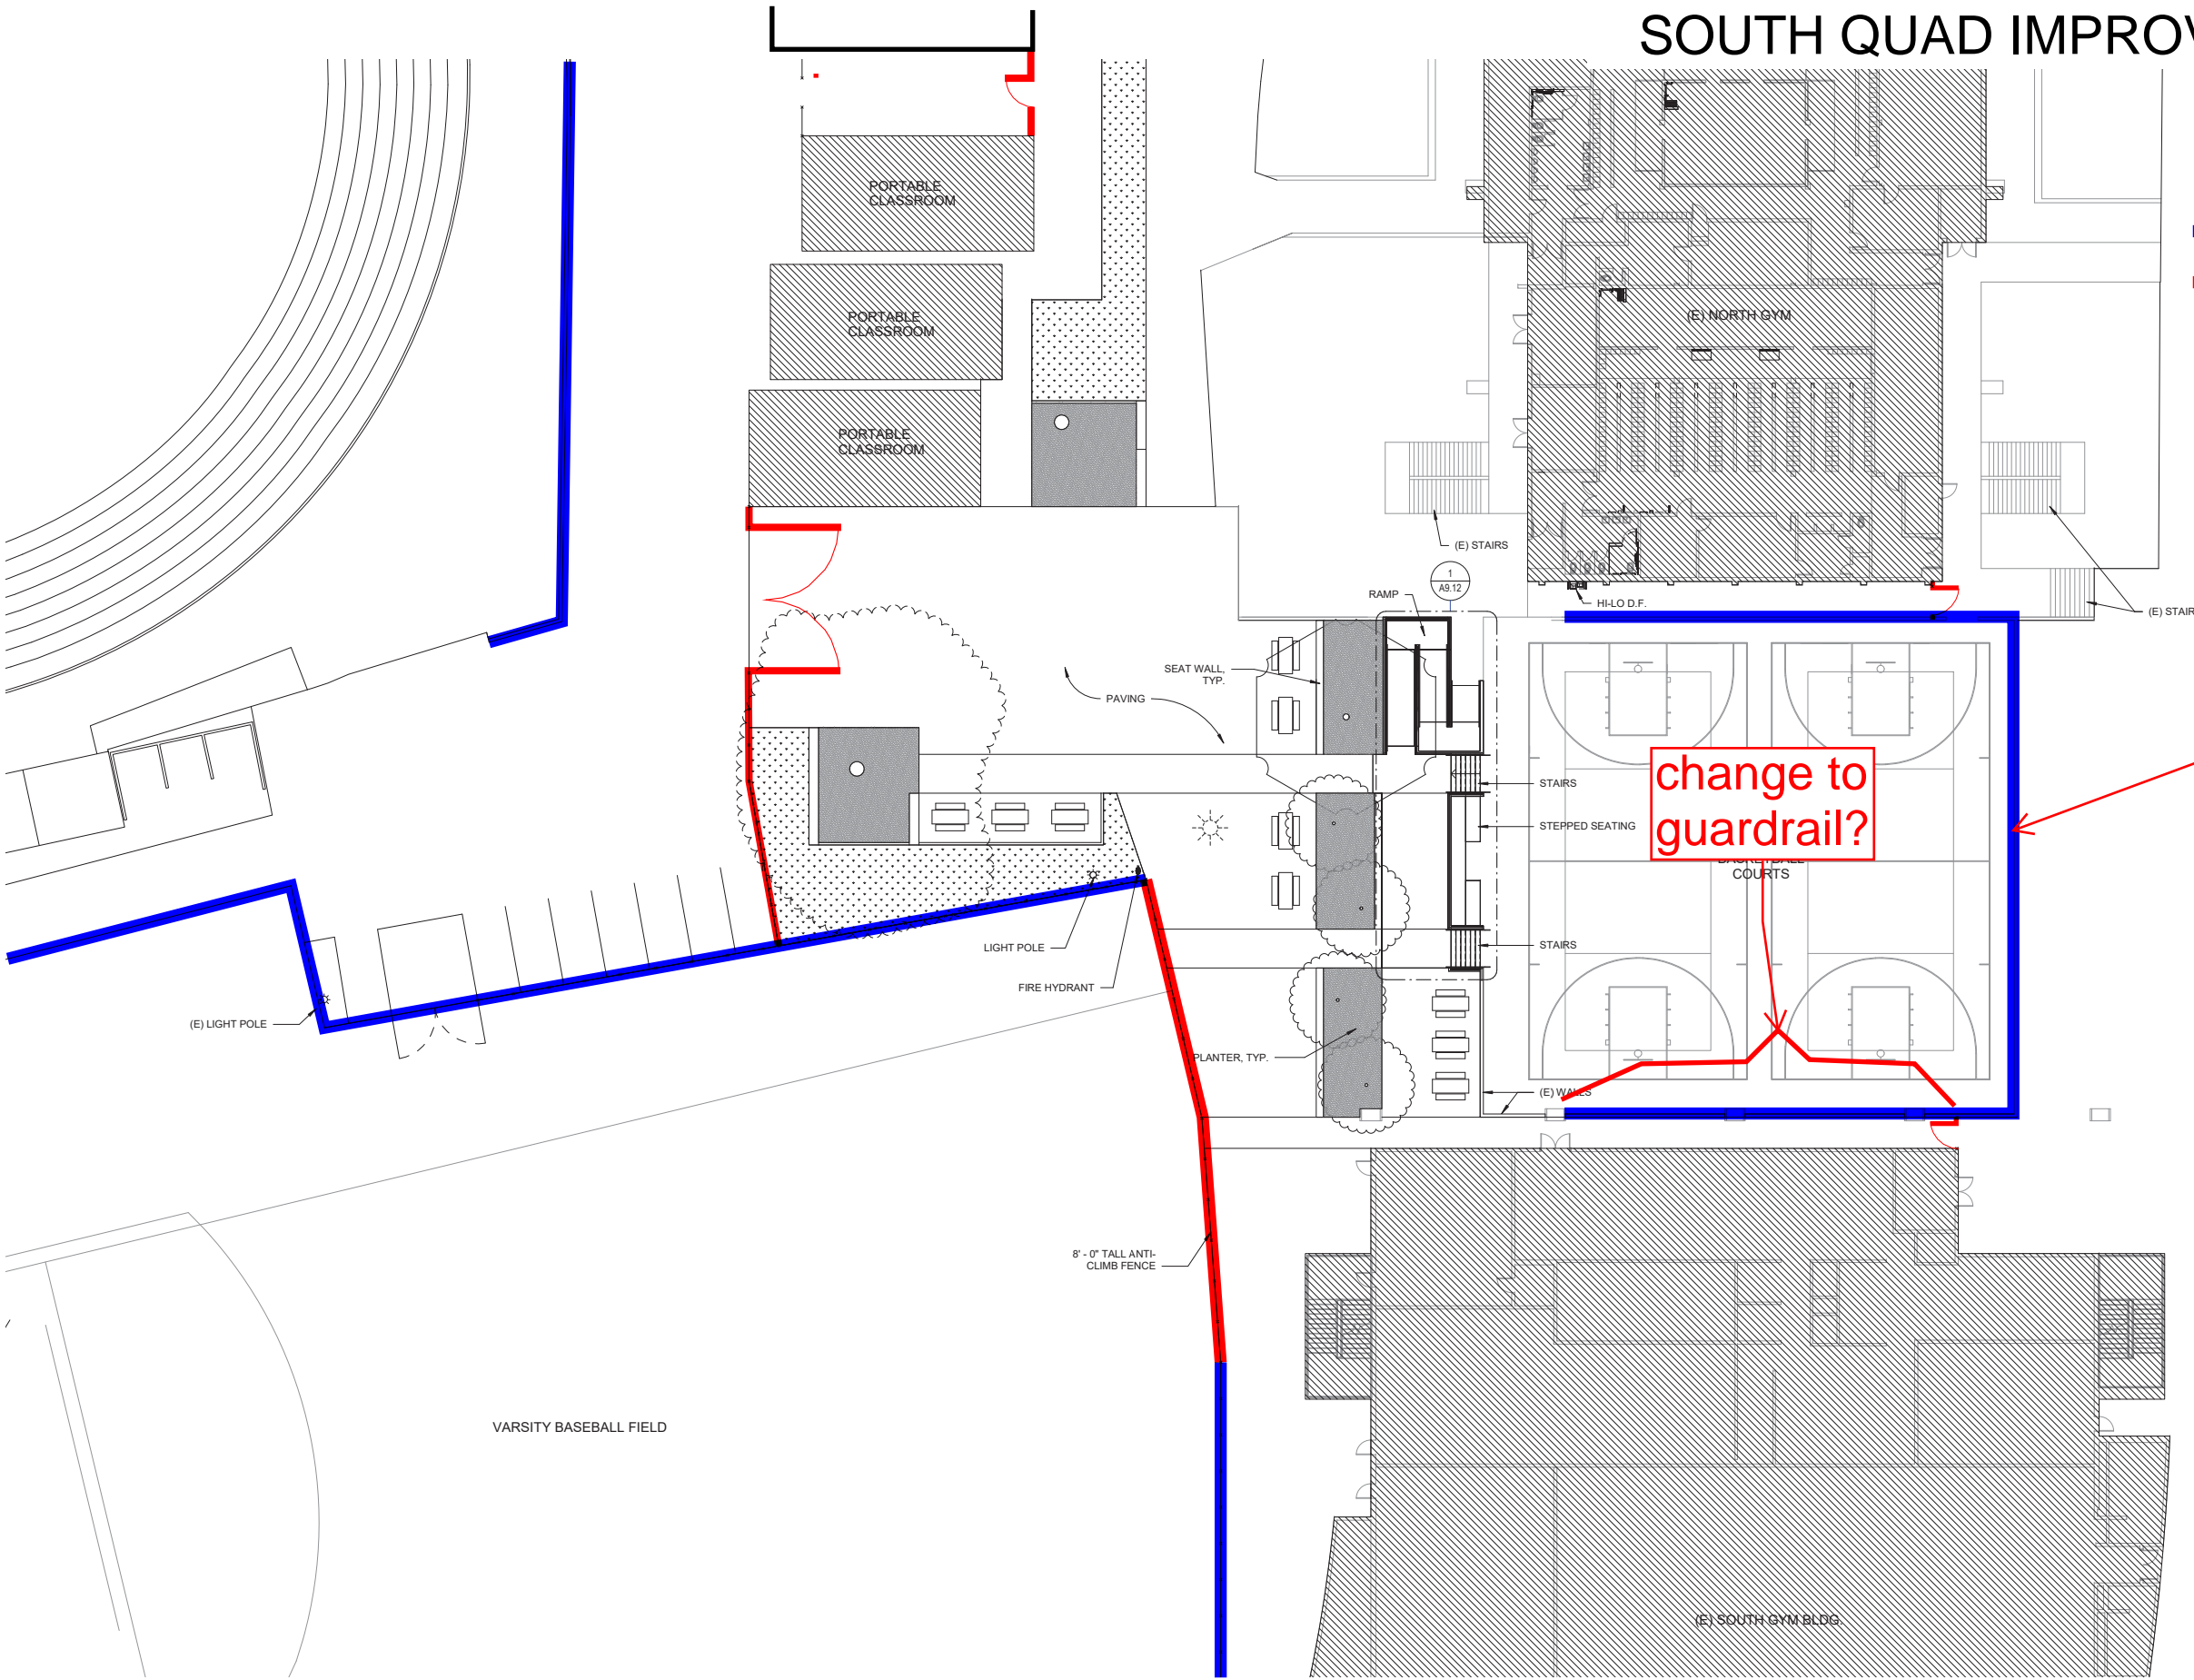 SOUTH QUAD IMPROV
PORTABLE
CLASSROOM
PORTABLE
CLASSROOM
(E) NORTH GYM
PORTABLE
CLASSROOM
(E) STAIRS
1
A9.12
RAMP
HI-LO D.F.
(E) STAIR
SEAT WALL,
TYP.
PAVING
change to
guardrail?
STAIRS
STEPPED SEATING
COURTS
LIGHT POLE
STAIRS
FIRE HYDRANT
(E) LIGHT POLE
PLANTER, TYP.
(E) WALLS
8' - 0" TALL ANTI-
CLIMB FENCE
VARSITY BASEBALL FIELD
(E) SOUTH GYM BLDG.